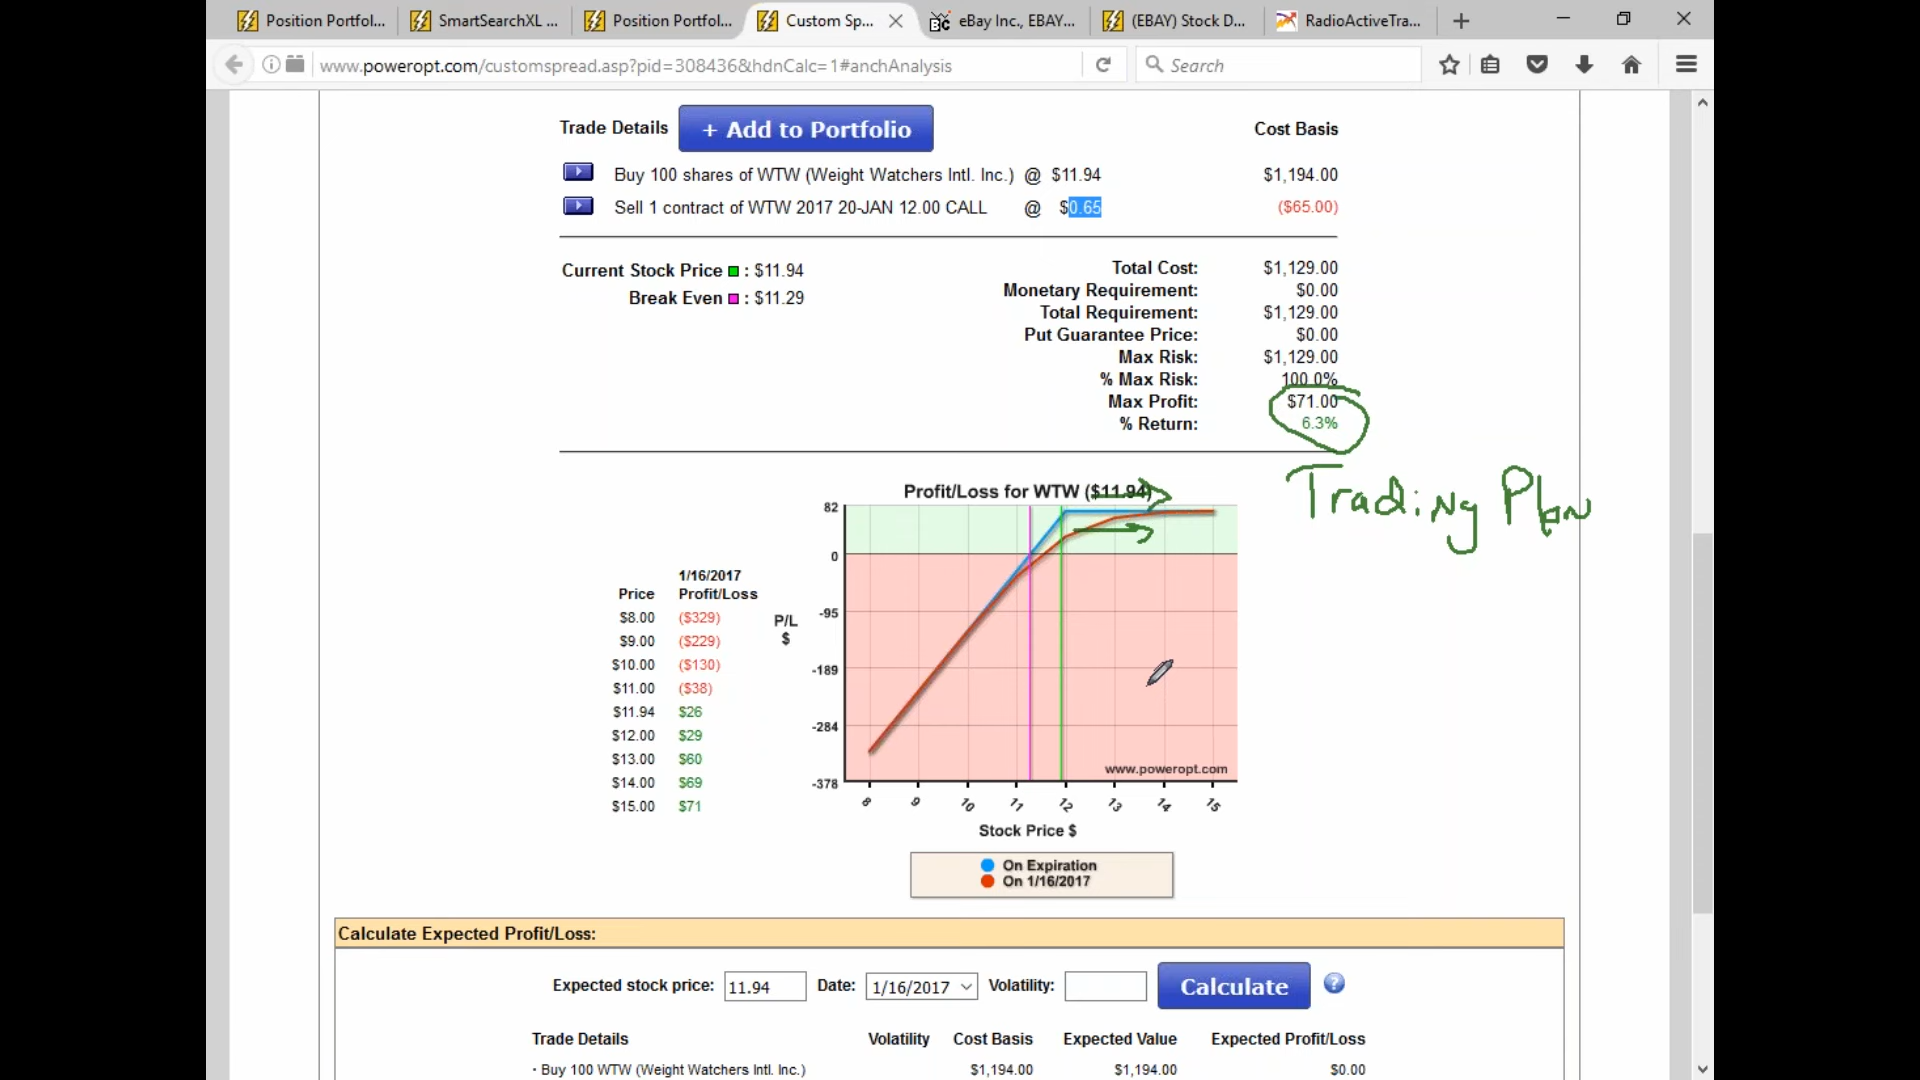 Position Portfol...
SmartSearchXL ...
Position Portfol...
Custom Sp...
eBay Inc., EBAY...
(EBAY) Stock D...
RadioActiveTra...
www.poweropt.com/customspread.asp?pid=308436&hdnCalc=1#anchAnalysis
Search
Trade Details
+ Add to Portfolio
Cost Basis
Buy 100 shares of WTW (Weight Watchers Intl. Inc.) @ $11.94 $1,194.00
Sell 1 contract of WTW 2017 20-JAN 12.00 CALL @ $0.65 ($65.00)
Current Stock Price : $11.94
Break Even : $11.29
Total Cost: $1,129.00
Monetary Requirement: $0.00
Total Requirement: $1,129.00
Put Guarantee Price: $0.00
Max Risk: $1,129.00
% Max Risk: 100.0%
Max Profit: $71.00
% Return: 6.3%
Trading Plan
Profit/Loss for WTW ($11.94)
82
0
-95
-189
-284
-378
P/L
$
8 9 10 11 12 13 14 15
Stock Price $
www.poweropt.com
On Expiration
On 1/16/2017
1/16/2017
Price Profit/Loss
$8.00 ($329)
$9.00 ($229)
$10.00 ($130)
$11.00 ($38)
$11.94 $26
$12.00 $29
$13.00 $60
$14.00 $69
$15.00 $71
Calculate Expected Profit/Loss:
Expected stock price: 11.94 Date: 1/16/2017 Volatility: Calculate ?
Trade Details Volatility Cost Basis Expected Value Expected Profit/Loss
· Buy 100 WTW (Weight Watchers Intl. Inc.) $1,194.00 $1,194.00 $0.00